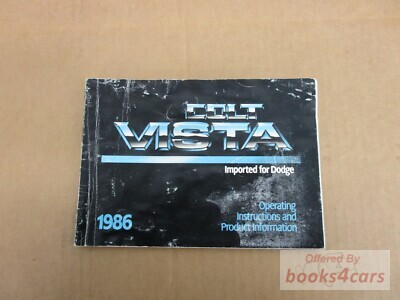 COLT
VISTA
Imported for Dodge
1986
Operating
Instructions and
Product Information
Offered By
books4cars